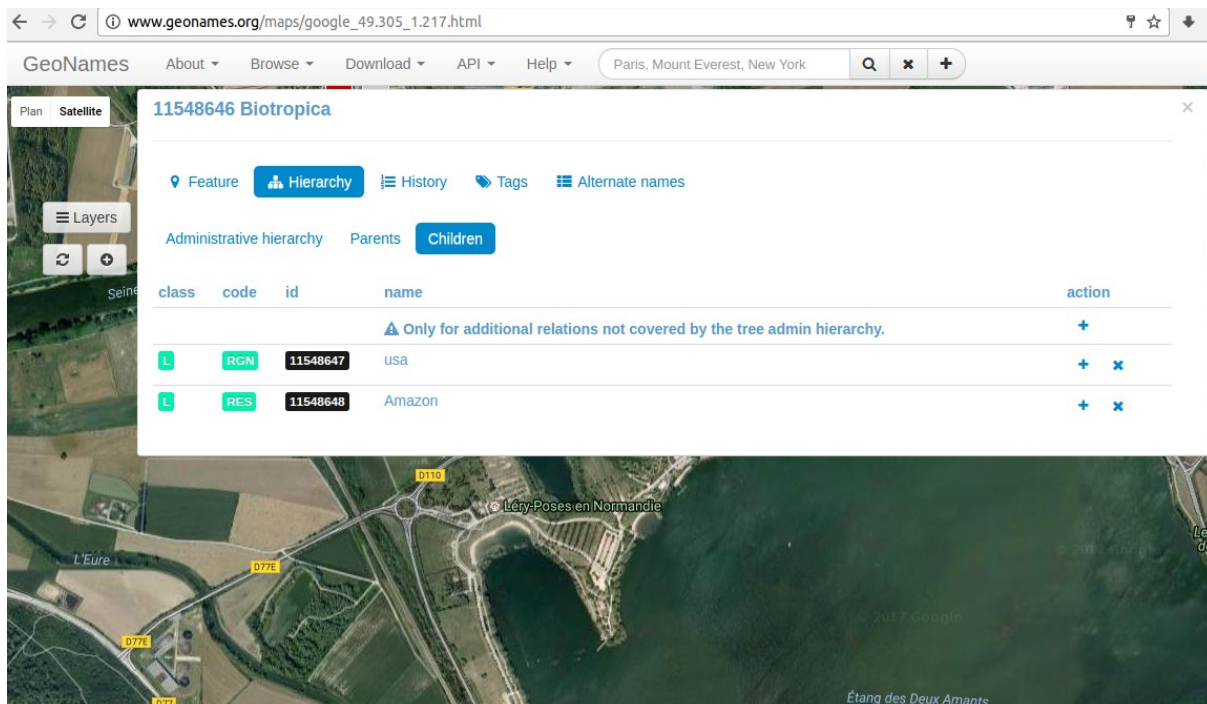 www.geonames.org/maps/google_49.305_1.217.html
GeoNames About Browse Download API Help Paris, Mount Everest, New York
Plan Satellite
11548646 Biotropica
Feature Hierarchy History Tags Alternate names
Layers
Administrative hierarchy Parents Children
Seine
class code id name action
Only for additional relations not covered by the tree admin hierarchy.
L RGN 11548647 usa
L RES 11548648 Amazon
D110
Léry-Poses en Normandie
L'Eure
D77E
© 2017 Google
© 2017 Google
D77E
Étang des Deux Amants
D77